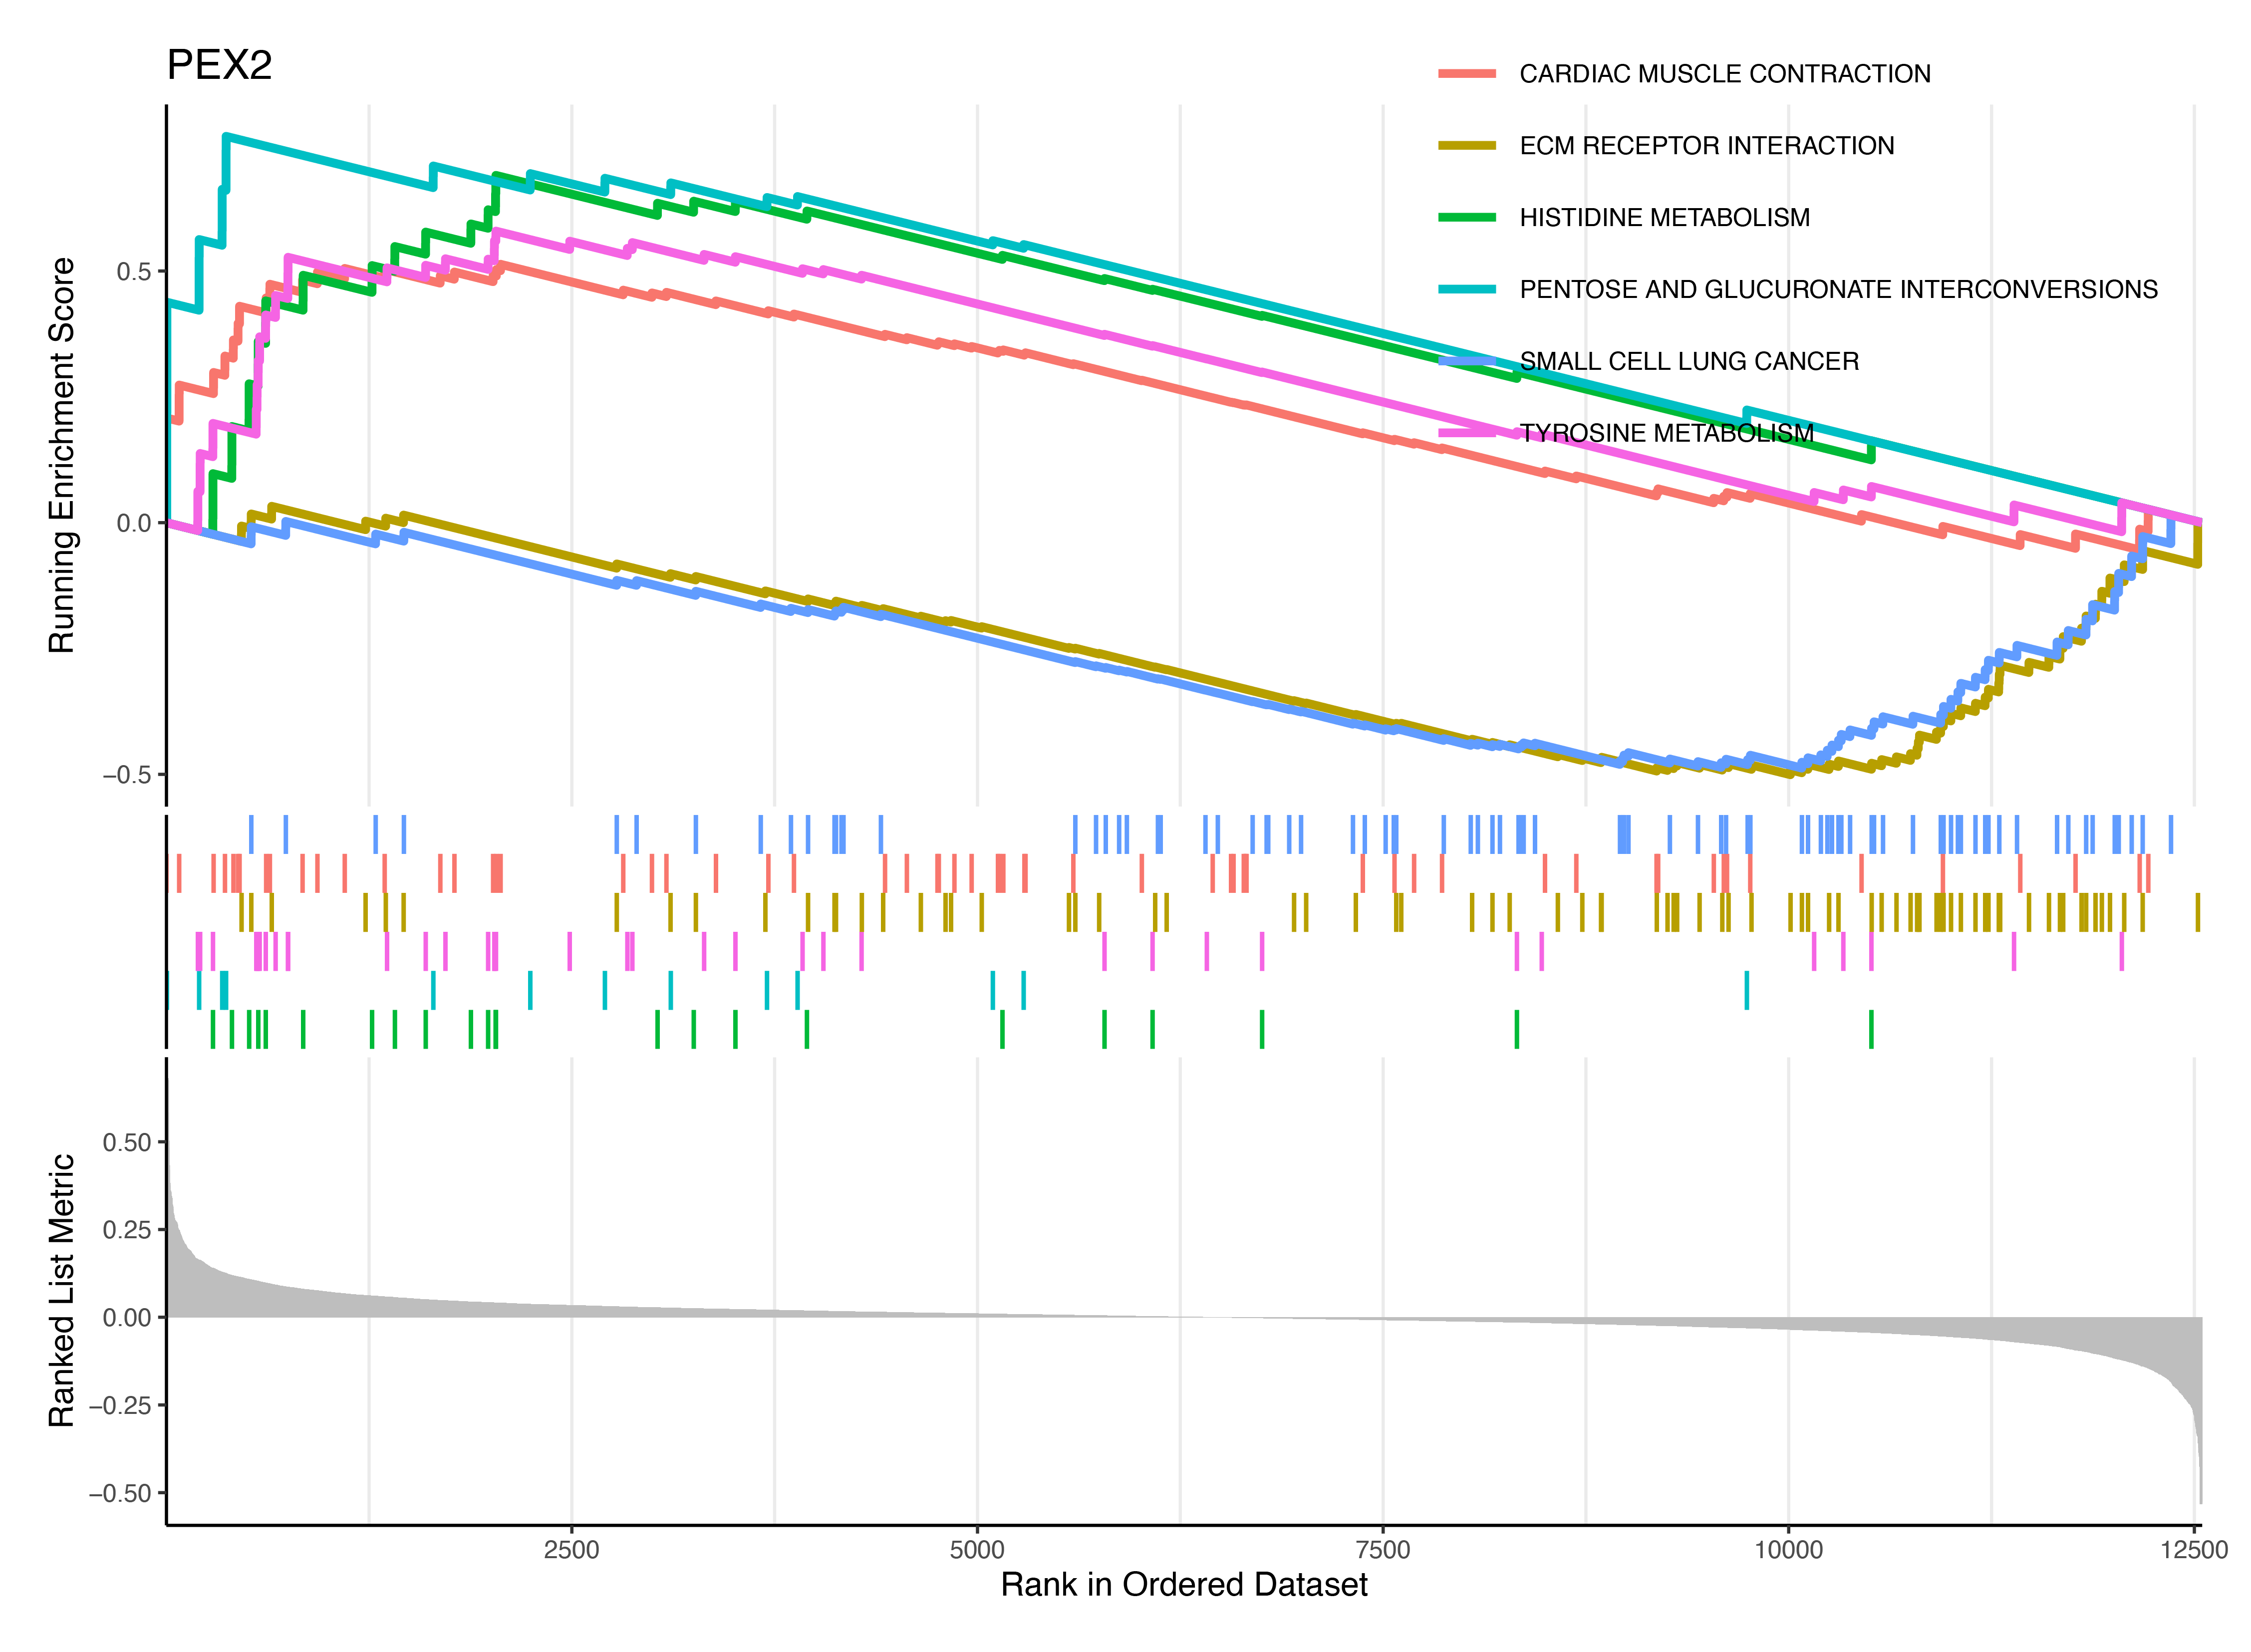 PEX2
CARDIAC MUSCLE CONTRACTION
ECM RECEPTOR INTERACTION
HISTIDINE METABOLISM
PENTOSE AND GLUCURONATE INTERCONVERSIONS
SMALL CELL LUNG CANCER
TYROSINE METABOLISM
Running Enrichment Score
0.5
0.0
−0.5
Ranked List Metric
0.50
0.25
0.00
−0.25
−0.50
2500 5000 7500 10000 12500
Rank in Ordered Dataset